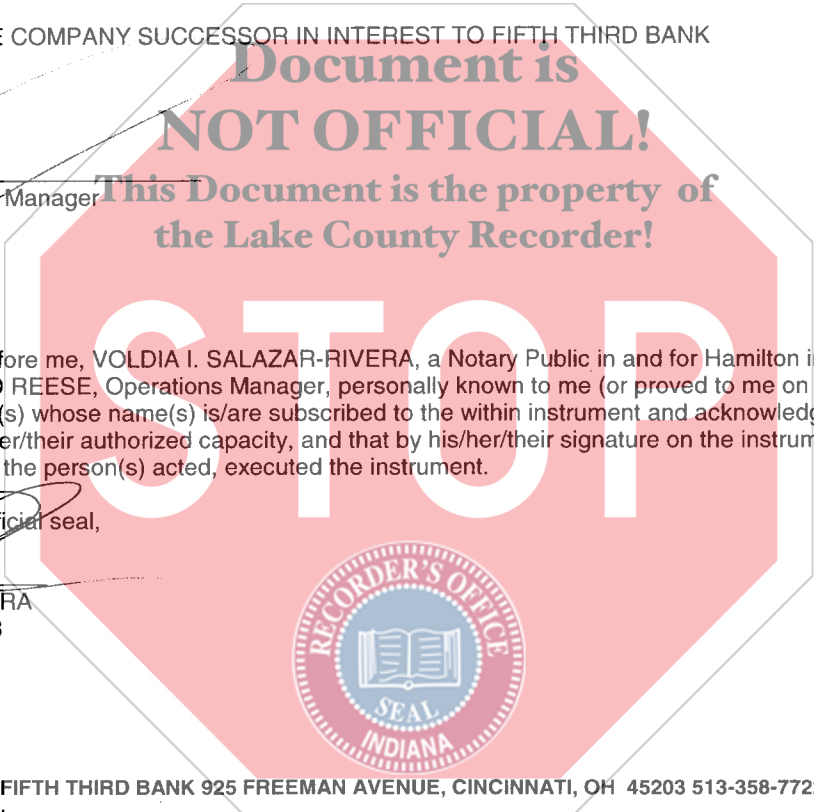 E COMPANY SUCCESSOR IN INTEREST TO FIFTH THIRD BANK
Document is
NOT OFFICIAL!
Manager
This Document is the property of
the Lake County Recorder!
STOP
fore me, VOLDIA I. SALAZAR-RIVERA, a Notary Public in and for Hamilton i
REESE, Operations Manager, personally known to me (or proved to me on
(s) whose name(s) is/are subscribed to the within instrument and acknowledg
er/their authorized capacity, and that by his/her/their signature on the instrum
the person(s) acted, executed the instrument.
ficial seal,
RA
RECORDER'S OFFICE
SEAL
INDIANA
FIFTH THIRD BANK 925 FREEMAN AVENUE, CINCINNATI, OH 45203 513-358-772